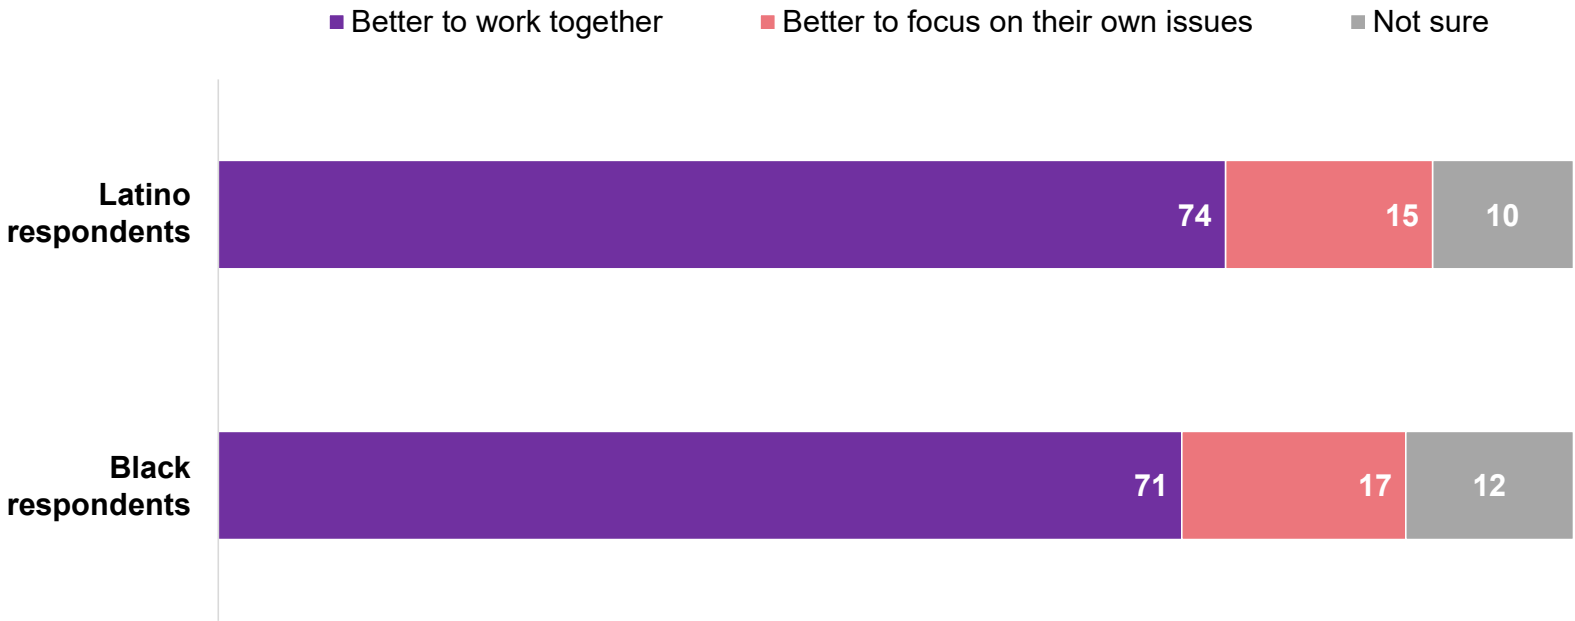 Better to work together
Better to focus on their own issues
Not sure
Latino
respondents
74
15
10
Black
respondents
71
17
12